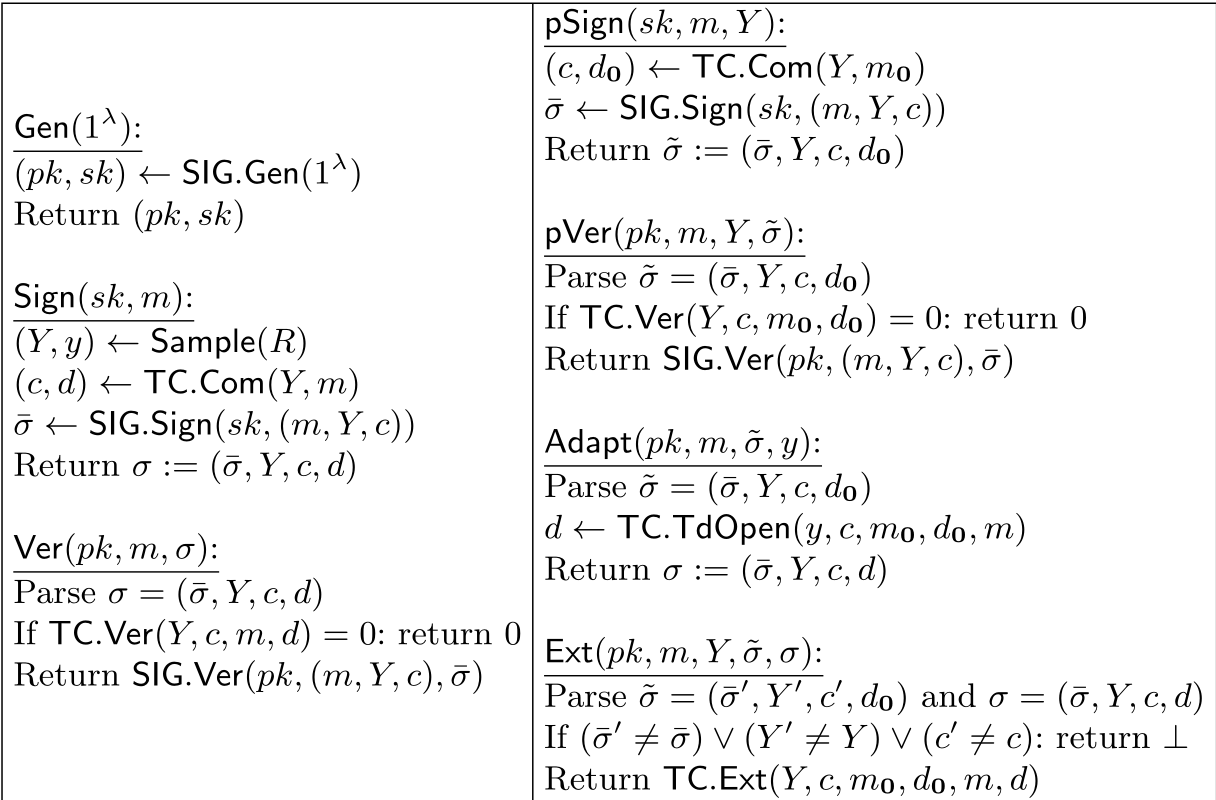 Gen(1^λ):
(pk, sk) ← SIG.Gen(1^λ)
Return (pk, sk)
Sign(sk, m):
(Y, y) ← Sample(R)
(c, d) ← TC.Com(Y, m)
σ̄ ← SIG.Sign(sk, (m, Y, c))
Return σ := (σ̄, Y, c, d)
Ver(pk, m, σ):
Parse σ = (σ̄, Y, c, d)
If TC.Ver(Y, c, m, d) = 0: return 0
Return SIG.Ver(pk, (m, Y, c), σ̄)
pSign(sk, m, Y):
(c, d_𝟎) ← TC.Com(Y, m_𝟎)
σ̄ ← SIG.Sign(sk, (m, Y, c))
Return σ̃ := (σ̄, Y, c, d_𝟎)
pVer(pk, m, Y, σ̃):
Parse σ̃ = (σ̄, Y, c, d_𝟎)
If TC.Ver(Y, c, m_𝟎, d_𝟎) = 0: return 0
Return SIG.Ver(pk, (m, Y, c), σ̄)
Adapt(pk, m, σ̃, y):
Parse σ̃ = (σ̄, Y, c, d_𝟎)
d ← TC.TdOpen(y, c, m_𝟎, d_𝟎, m)
Return σ := (σ̄, Y, c, d)
Ext(pk, m, Y, σ̃, σ):
Parse σ̃ = (σ̄′, Y′, c′, d_𝟎) and σ = (σ̄, Y, c, d)
If (σ̄′ ≠ σ̄) ∨ (Y′ ≠ Y) ∨ (c′ ≠ c): return ⊥
Return TC.Ext(Y, c, m_𝟎, d_𝟎, m, d)